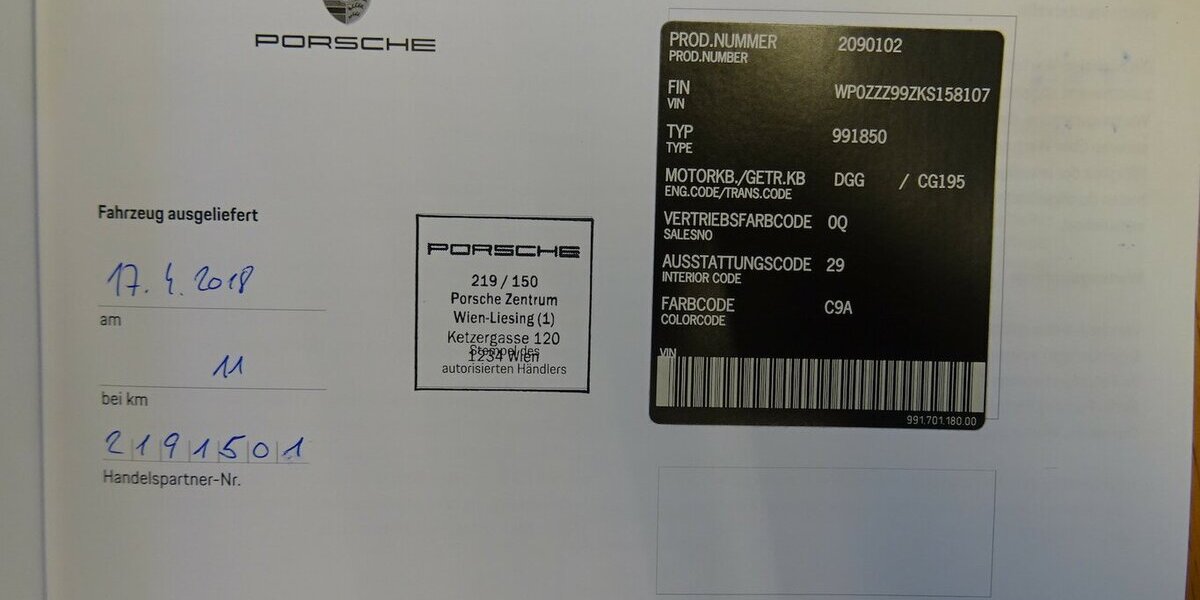 PORSCHE
Fahrzeug ausgeliefert
17. 4. 2018
am
11
bei km
2191501
Handelspartner-Nr.
PORSCHE
219 / 150
Porsche Zentrum
Wien-Liesing (1)
Ketzergasse 120
1234 Wien
Stempel des
autorisierten Händlers
PROD.NUMMER 2090102
PROD.NUMBER
FIN WP0ZZZ99ZKS158107
VIN
TYP 991850
TYPE
MOTORKB./GETR.KB DGG / CG195
ENG.CODE/TRANS.CODE
VERTRIEBSFARBCODE 0Q
SALESNO
AUSSTATTUNGSCODE 29
INTERIOR CODE
FARBCODE C9A
COLORCODE
VIN
991.701.180.00